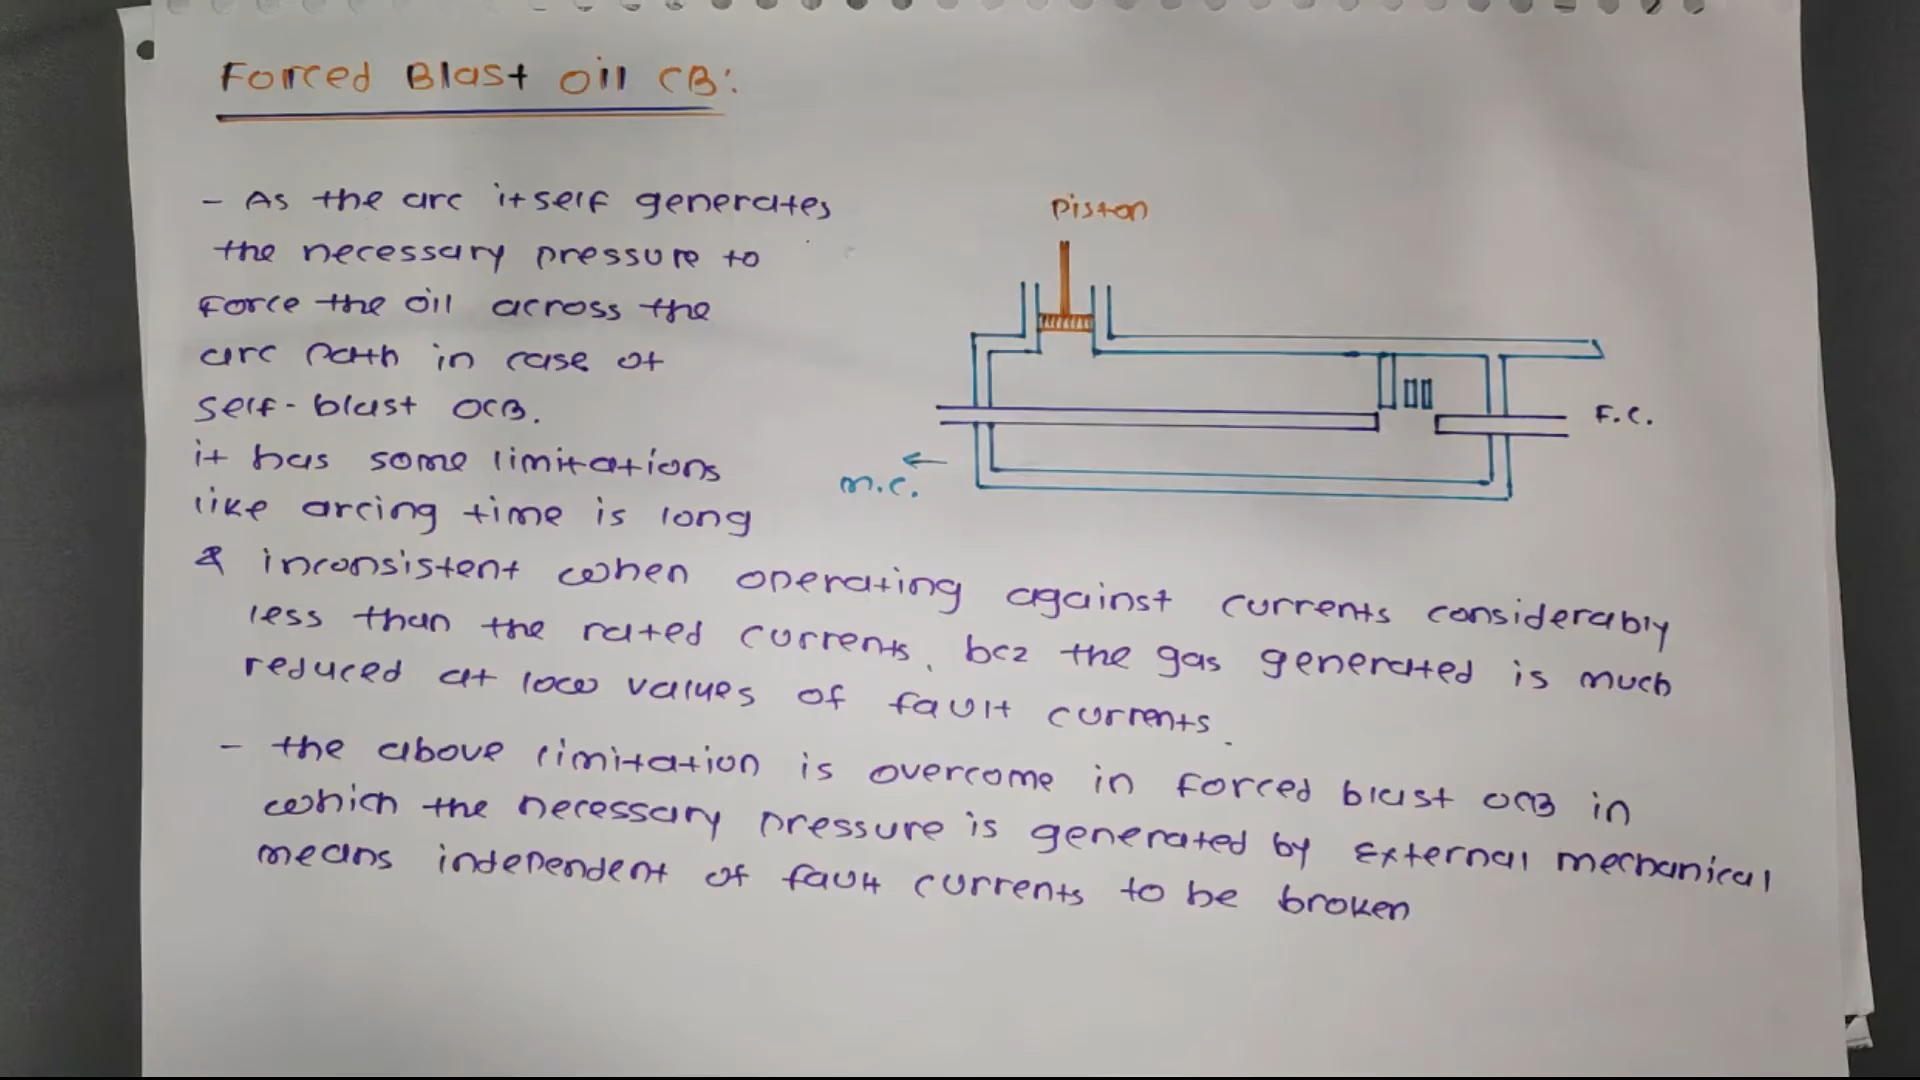 Forced Blast oil CB:
- As the arc itself generates
the necessary pressure to
Force the oil across the
arc path in case of
self-blast OCB.
it has some limitations
like arcing time is long
& inconsistent when operating against currents considerably
less than the rated currents. bcz the gas generated is much
reduced at low values of fault currents.
- the above limitation is overcome in forced blast OCB in
which the necessary pressure is generated by External mechanical
means independent of fault currents to be broken
Piston
F.C.
m.c.